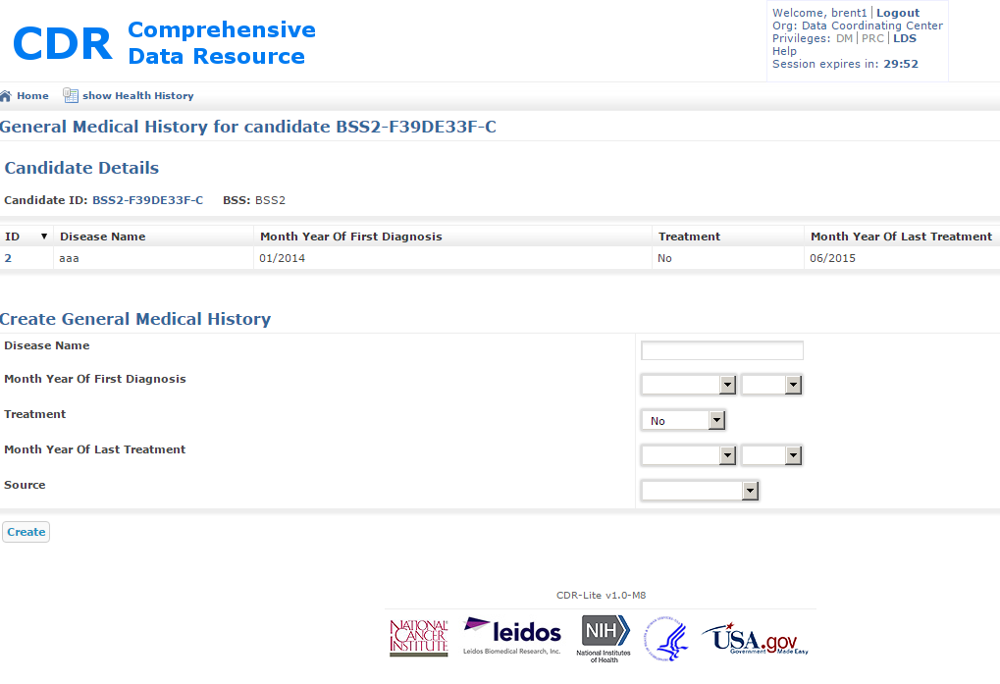 CDR Comprehensive
Data Resource
Welcome, brent1 | Logout
Org: Data Coordinating Center
Privileges: DM | PRC | LDS
Help
Session expires in: 29:52
Home show Health History
General Medical History for candidate BSS2-F39DE33F-C
Candidate Details
Candidate ID: BSS2-F39DE33F-C BSS: BSS2
ID ▼ Disease Name Month Year Of First Diagnosis Treatment Month Year Of Last Treatment
2 aaa 01/2014 No 06/2015
Create General Medical History
Disease Name
Month Year Of First Diagnosis
Treatment No
Month Year Of Last Treatment
Source
Create
CDR-Lite v1.0-M8
NATIONAL
CANCER
INSTITUTE
leidos
Leidos Biomedical Research, Inc.
NIH
National Institutes
of Health
USA.gov
Government Made Easy